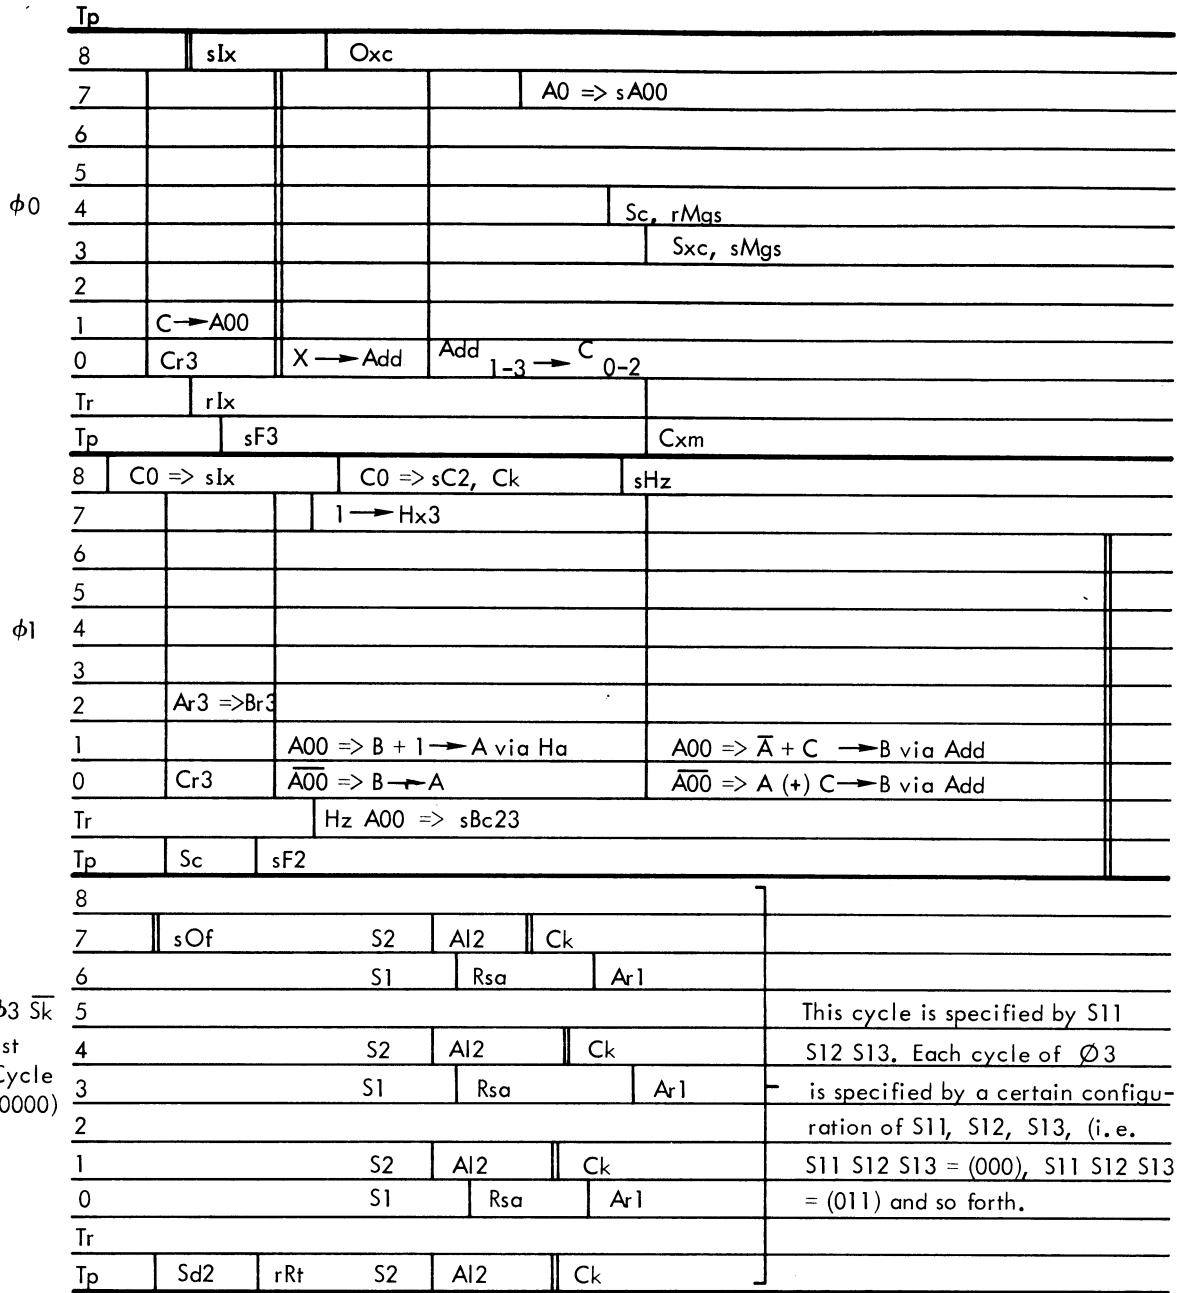 Tp
8 sIx Oxc
7 A0 => sA00
6
5
ϕ0 4 Sc, rMgs
3 Sxc, sMgs
2
1 C→A00
0 Cr3 X → Add Add 1-3 → C 0-2
Tr rIx
Tp sF3 Cxm
8 C0 => sIx C0 => sC2, Ck sHz
7 1 → Hx3
6
5
ϕ1 4
3
2 Ar3 =>Br3
1 A00 => B + 1 → A via Ha A00 => A̅ + C → B via Add
0 Cr3 A̅0̅0̅ => B → A A̅0̅0̅ => A (+) C → B via Add
Tr Hz A00 => sBc23
Tp Sc sF2
8
7 sOf S2 Al2 Ck
6 S1 Rsa Ar1
ϕ3 S̅k̅ 5 This cycle is specified by S11
st 4 S2 Al2 Ck S12 S13. Each cycle of Ø3
Cycle 3 S1 Rsa Ar1 is specified by a certain configu-
0000) 2 ration of S11, S12, S13, (i.e.
1 S2 Al2 Ck S11 S12 S13 = (000), S11 S12 S13
0 S1 Rsa Ar1 = (011) and so forth.
Tr
Tp Sd2 rRt S2 Al2 Ck